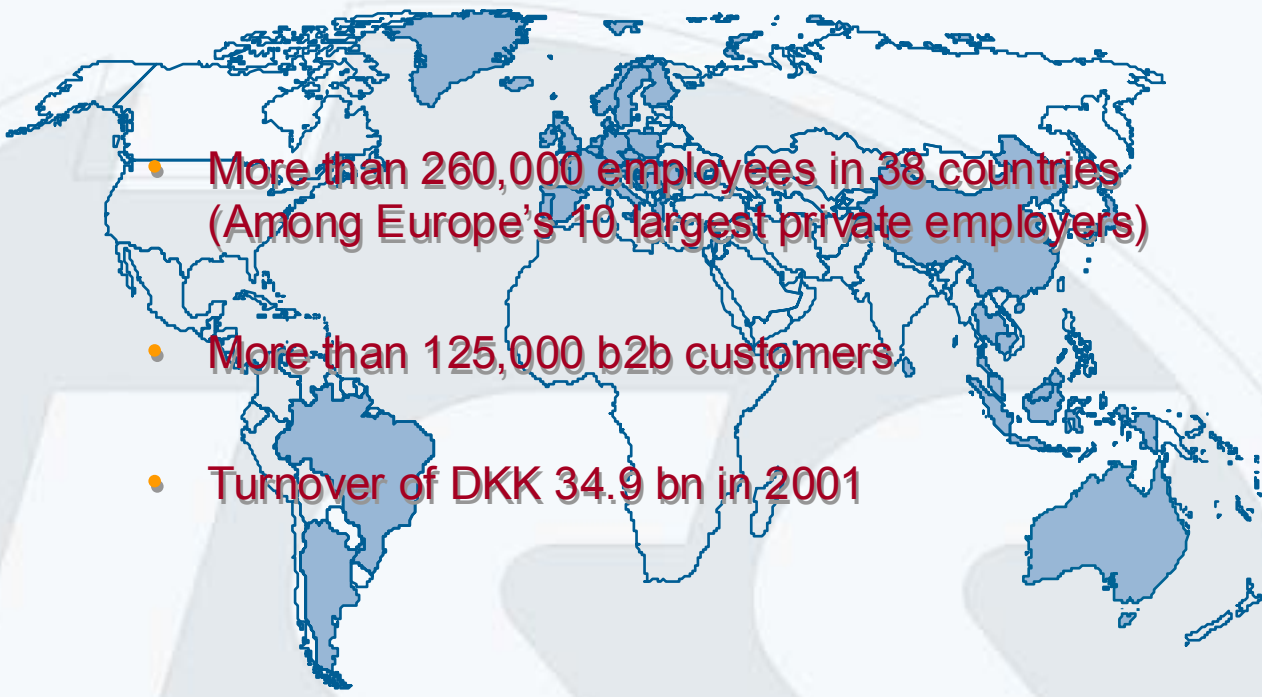 • More than 260,000 employees in 38 countries
(Among Europe's 10 largest private employers)
• More than 125,000 b2b customers
• Turnover of DKK 34.9 bn in 2001